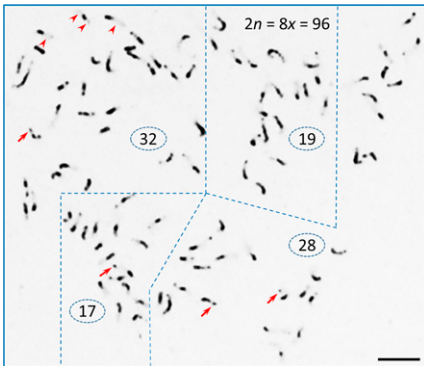 2n = 8x = 96
32
19
28
17